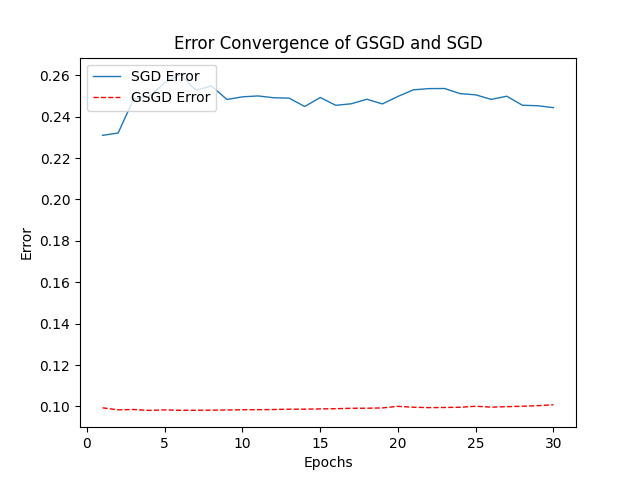 Error Convergence of GSGD and SGD
SGD Error
GSGD Error
0.26
0.24
0.22
0.20
0.18
0.16
0.14
0.12
0.10
Error
0 5 10 15 20 25 30
Epochs